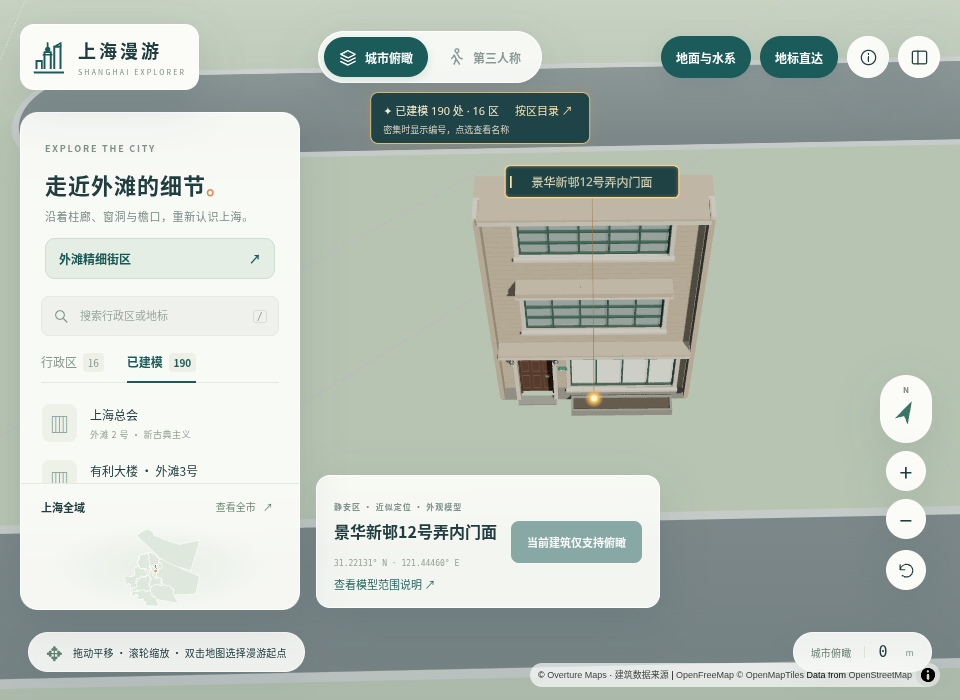 上海漫游
SHANGHAI EXPLORER
城市俯瞰
第三人称
地面与水系
地标直达
✦ 已建模 190 处 · 16 区 按区目录 ↗
密集时显示编号，点选查看名称
EXPLORE THE CITY
走近外滩的细节。
沿着柱廊、窗洞与檐口，重新认识上海。
外滩精细街区 ↗
搜索行政区或地标 /
行政区 16 已建模 190
上海总会
外滩 2 号 · 新古典主义
有利大楼 · 外滩3号
上海全域 查看全市 ↗
景华新邨12号弄内门面
静安区 · 近似定位 · 外观模型
景华新邨12号弄内门面
当前建筑仅支持俯瞰
31.22131° N · 121.44460° E
查看模型范围说明 ↗
N
+
−
拖动平移 · 滚轮缩放 · 双击地图选择漫游起点
城市俯瞰 0 m
© Overture Maps · 建筑数据来源 | OpenFreeMap © OpenMapTiles Data from OpenStreetMap